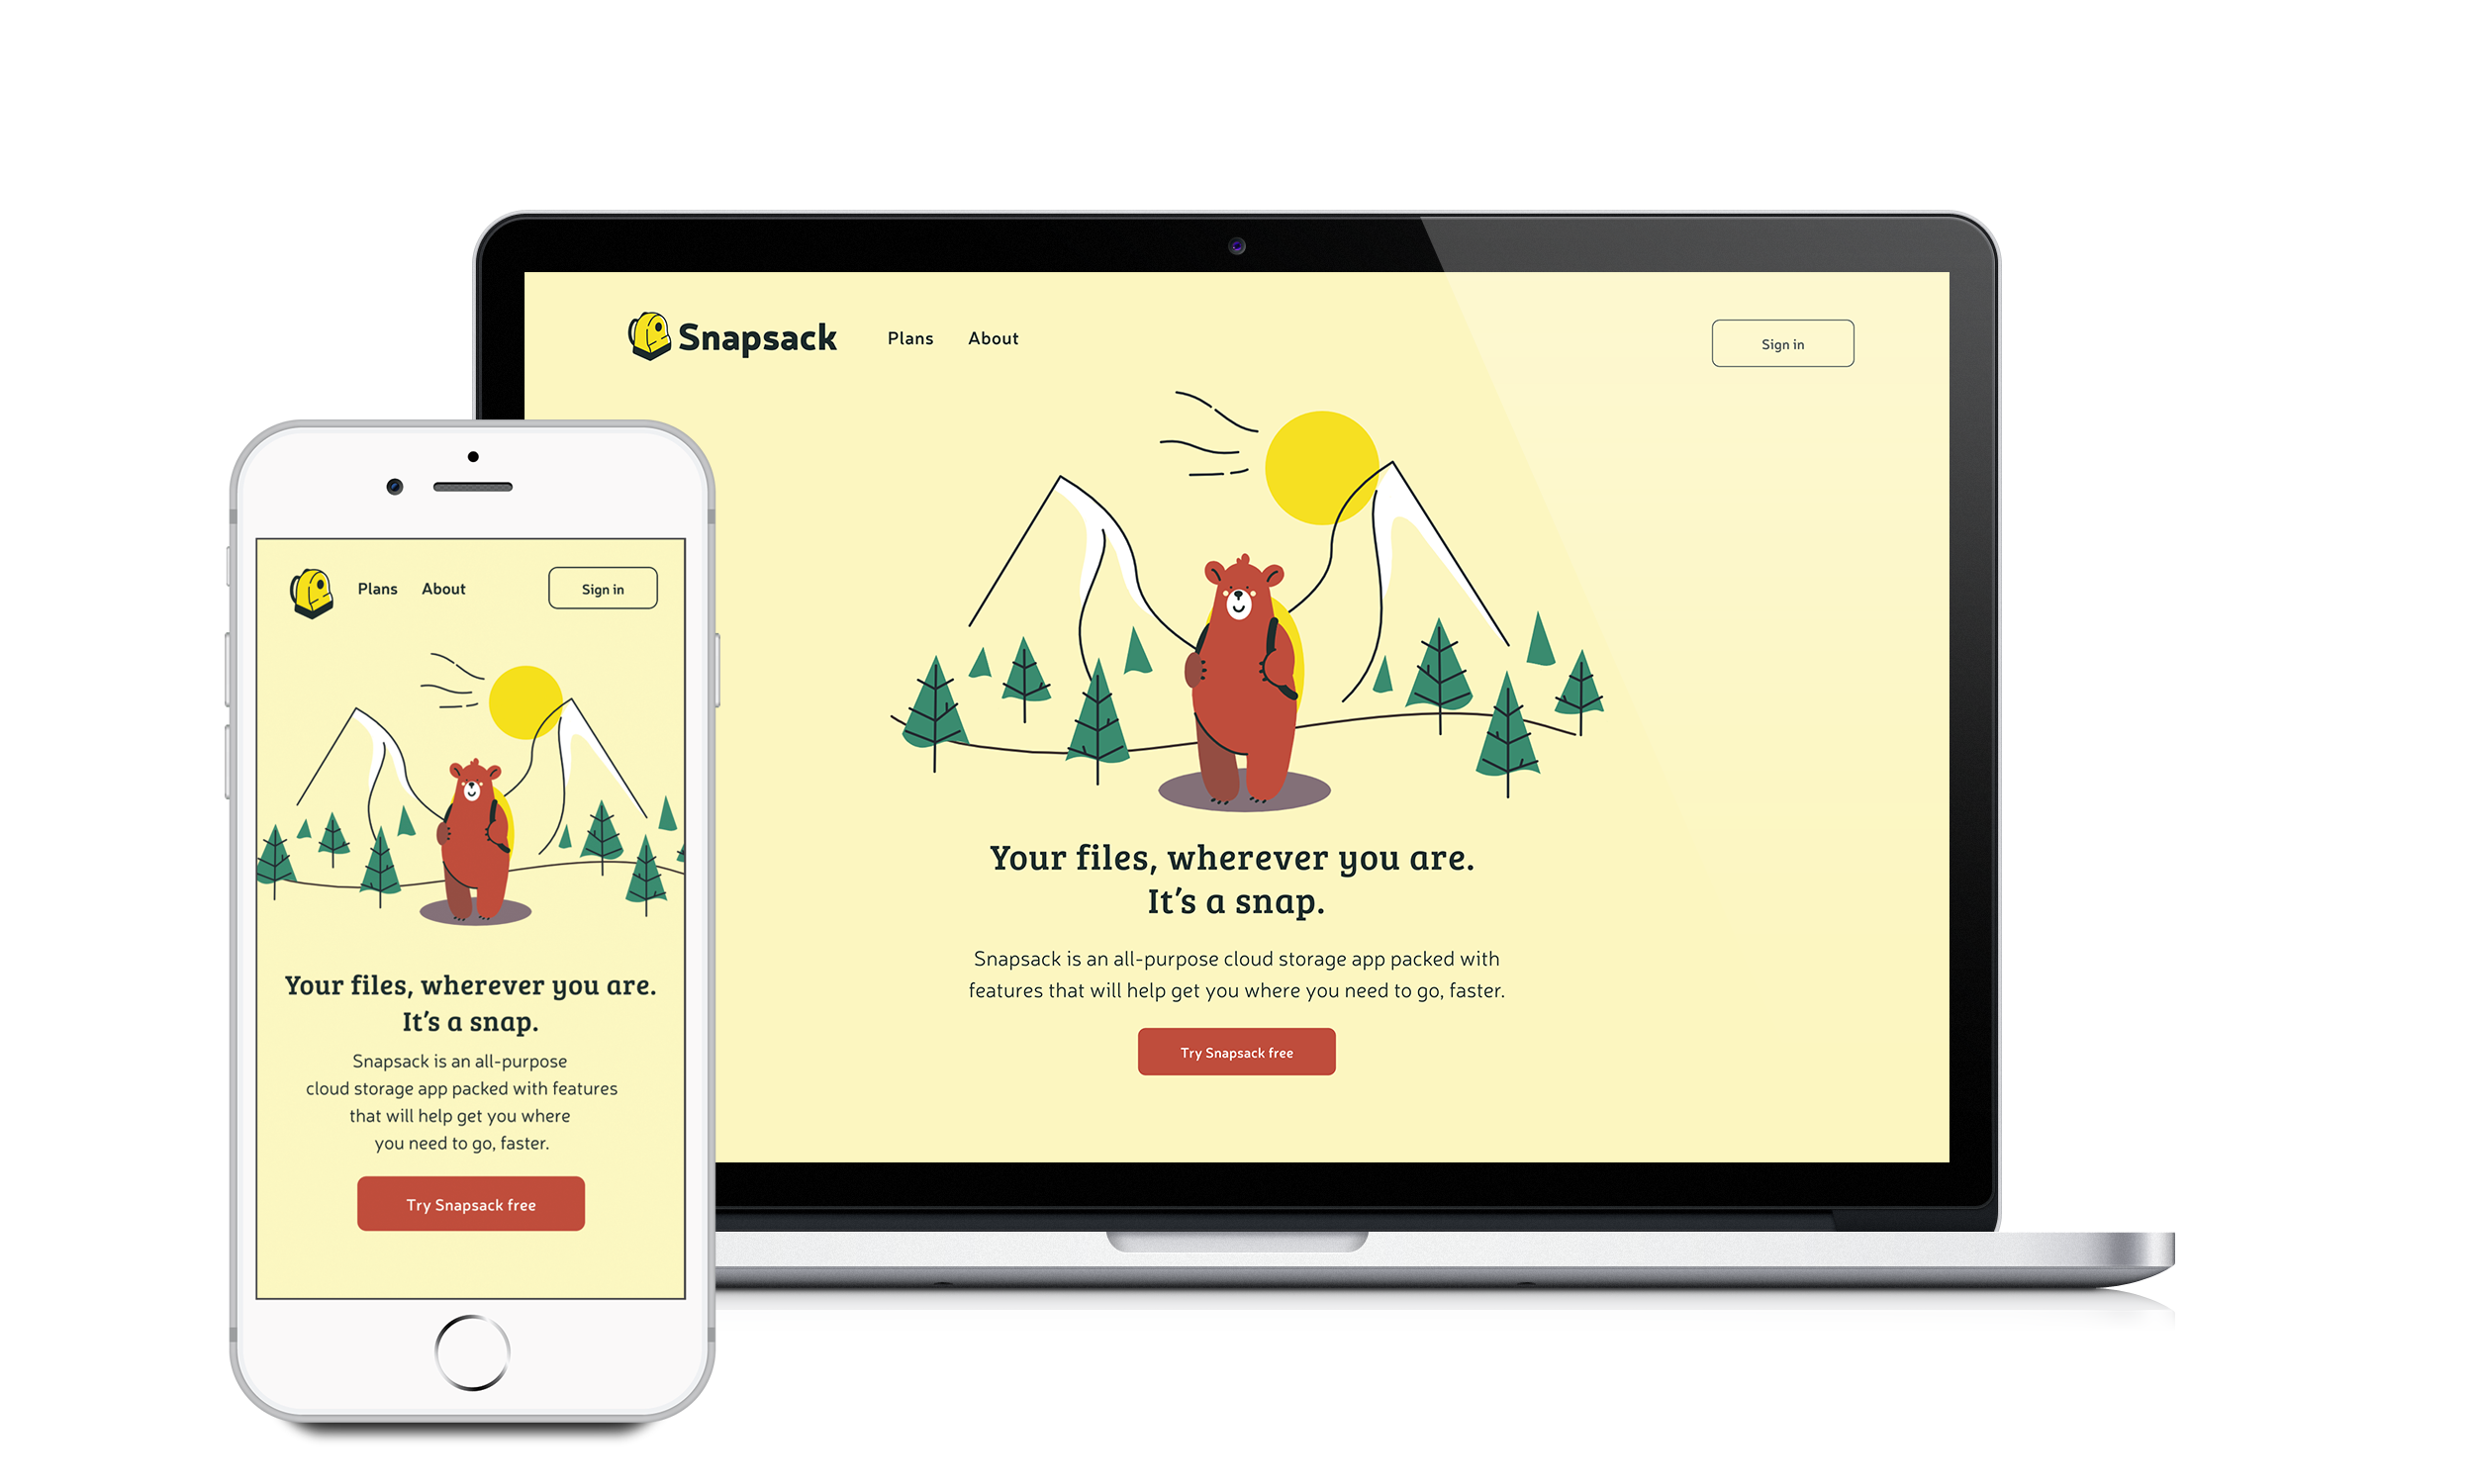 Snapsack
Plans
About
Sign in
Your files, wherever you are.
It's a snap.
Snapsack is an all-purpose cloud storage app packed with
features that will help get you where you need to go, faster.
Try Snapsack free
Plans
About
Sign in
Your files, wherever you are.
It's a snap.
Snapsack is an all-purpose
cloud storage app packed with features
that will help get you where
you need to go, faster.
Try Snapsack free